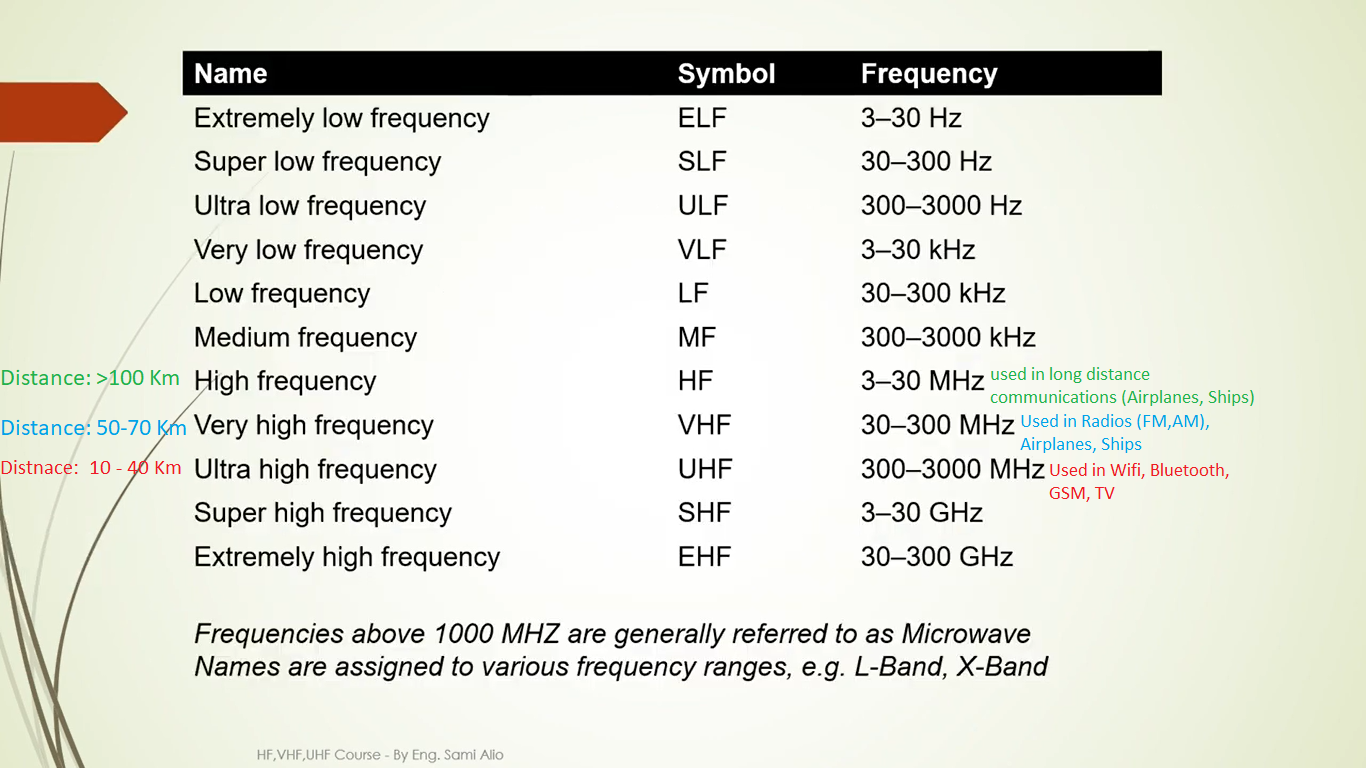 Name Symbol Frequency
Extremely low frequency ELF 3–30 Hz
Super low frequency SLF 30–300 Hz
Ultra low frequency ULF 300–3000 Hz
Very low frequency VLF 3–30 kHz
Low frequency LF 30–300 kHz
Medium frequency MF 300–3000 kHz
Distance: >100 Km High frequency HF 3–30 MHz used in long distance
communications (Airplanes, Ships)
Distance: 50-70 Km Very high frequency VHF 30–300 MHz Used in Radios (FM,AM),
Airplanes, Ships
Distnace: 10 - 40 Km Ultra high frequency UHF 300–3000 MHz Used in Wifi, Bluetooth,
GSM, TV
Super high frequency SHF 3–30 GHz
Extremely high frequency EHF 30–300 GHz
Frequencies above 1000 MHZ are generally referred to as Microwave
Names are assigned to various frequency ranges, e.g. L-Band, X-Band
HF,VHF,UHF Course - By Eng. Sami Alio